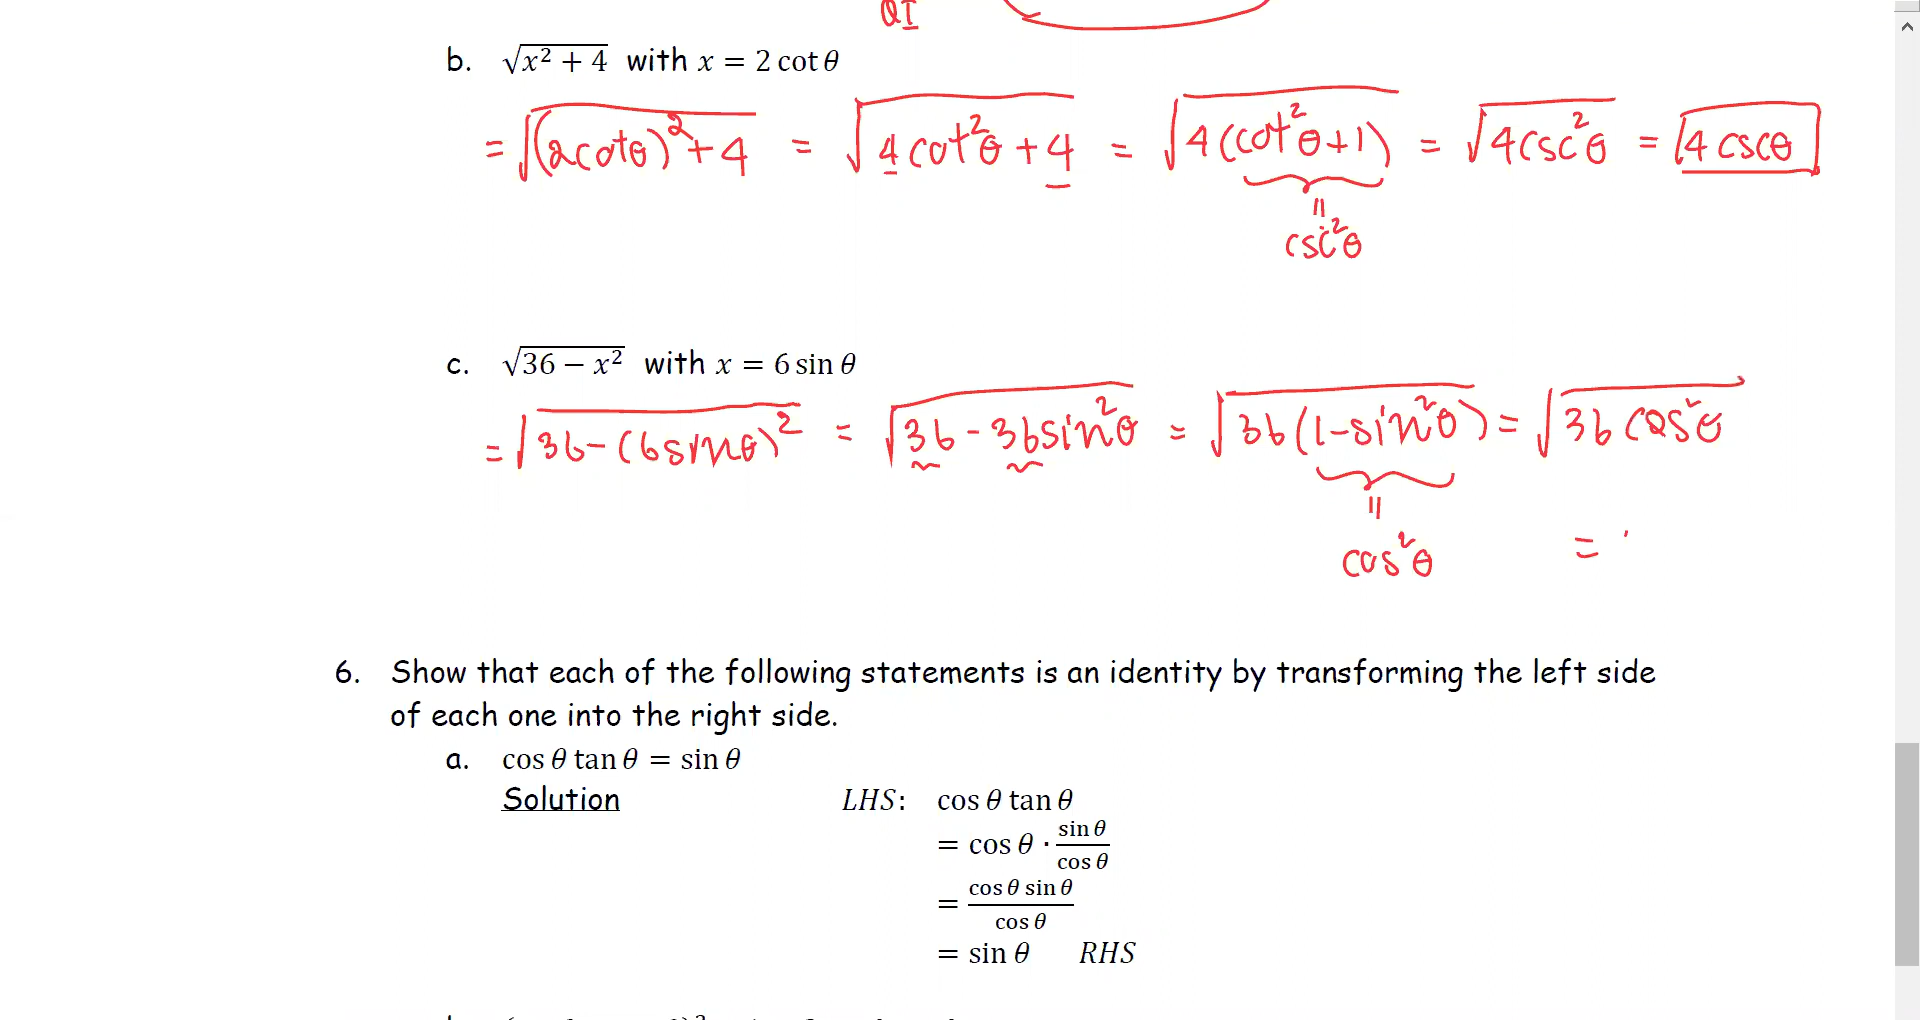 QI
b. √x² + 4 with x = 2 cot θ
= √(2cotθ)² + 4 = √4cot²θ + 4 = √4(cot²θ+1) = √4csc²θ = 4 cscθ
=
csc²θ
c. √36 − x² with x = 6 sin θ
= √36-(6sinθ)² = √36 - 36sin²θ = √36(1-sin²θ) = √36 cos²θ
=
cos²θ =
6. Show that each of the following statements is an identity by transforming the left side
of each one into the right side.
a. cos θ tan θ = sin θ
Solution LHS: cos θ tan θ
= cos θ · sin θ / cos θ
= cos θ sin θ / cos θ
= sin θ RHS